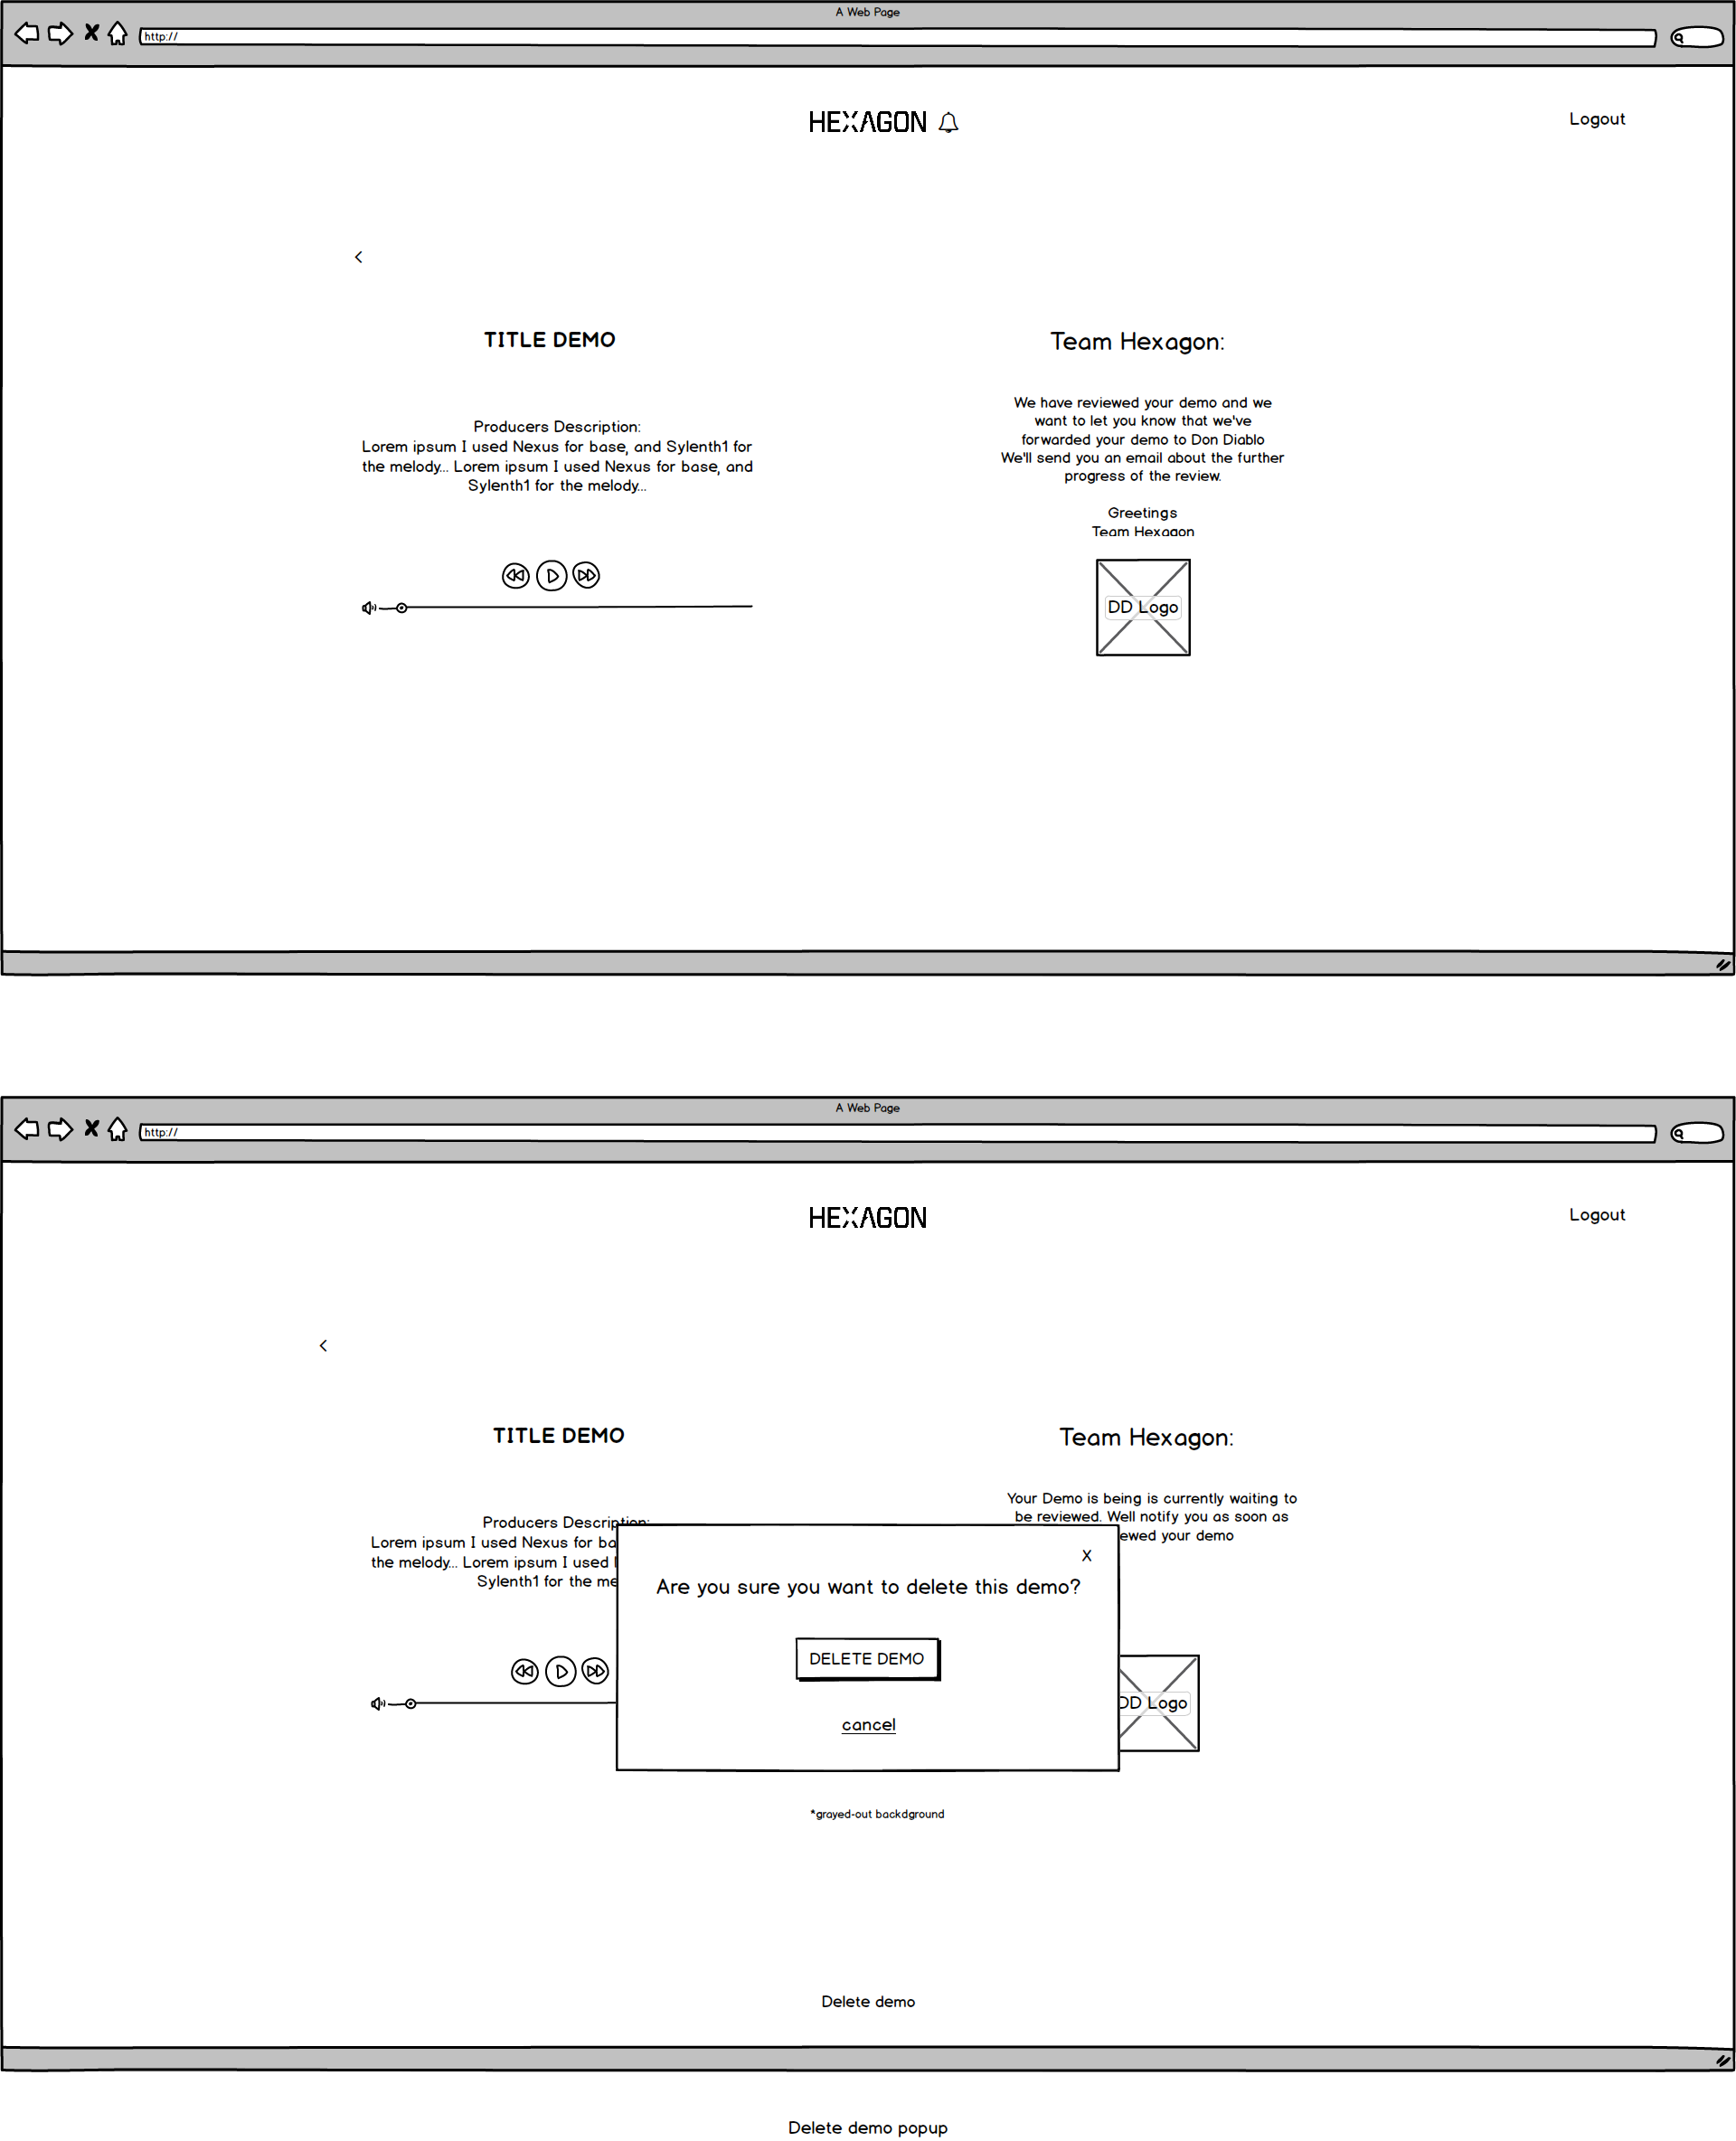 A Web Page
http://
HEXAGON
Logout
<
TITLE DEMO
Producers Description:
Lorem ipsum I used Nexus for base, and Sylenth1 for
the melody... Lorem ipsum I used Nexus for base, and
Sylenth1 for the melody...
Team Hexagon:
We have reviewed your demo and we
want to let you know that we've
forwarded your demo to Don Diablo
We'll send you an email about the further
progress of the review.
Greetings
Team Hexagon
DD Logo
A Web Page
http://
HEXAGON
Logout
<
TITLE DEMO
Producers Description:
Lorem ipsum I used Nexus for ba
the melody... Lorem ipsum I used
Sylenth1 for the me
Team Hexagon:
Your Demo is being is currently waiting to
be reviewed. Well notify you as soon as
ewed your demo
X
Are you sure you want to delete this demo?
DELETE DEMO
cancel
DD Logo
*grayed-out backdground
Delete demo
Delete demo popup